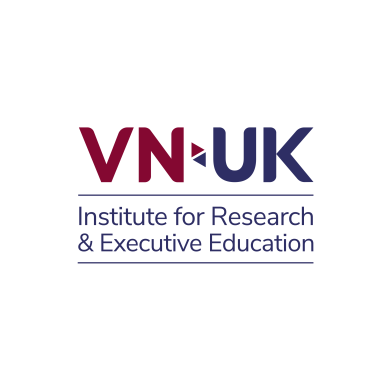 VN UK
Institute for Research
& Executive Education